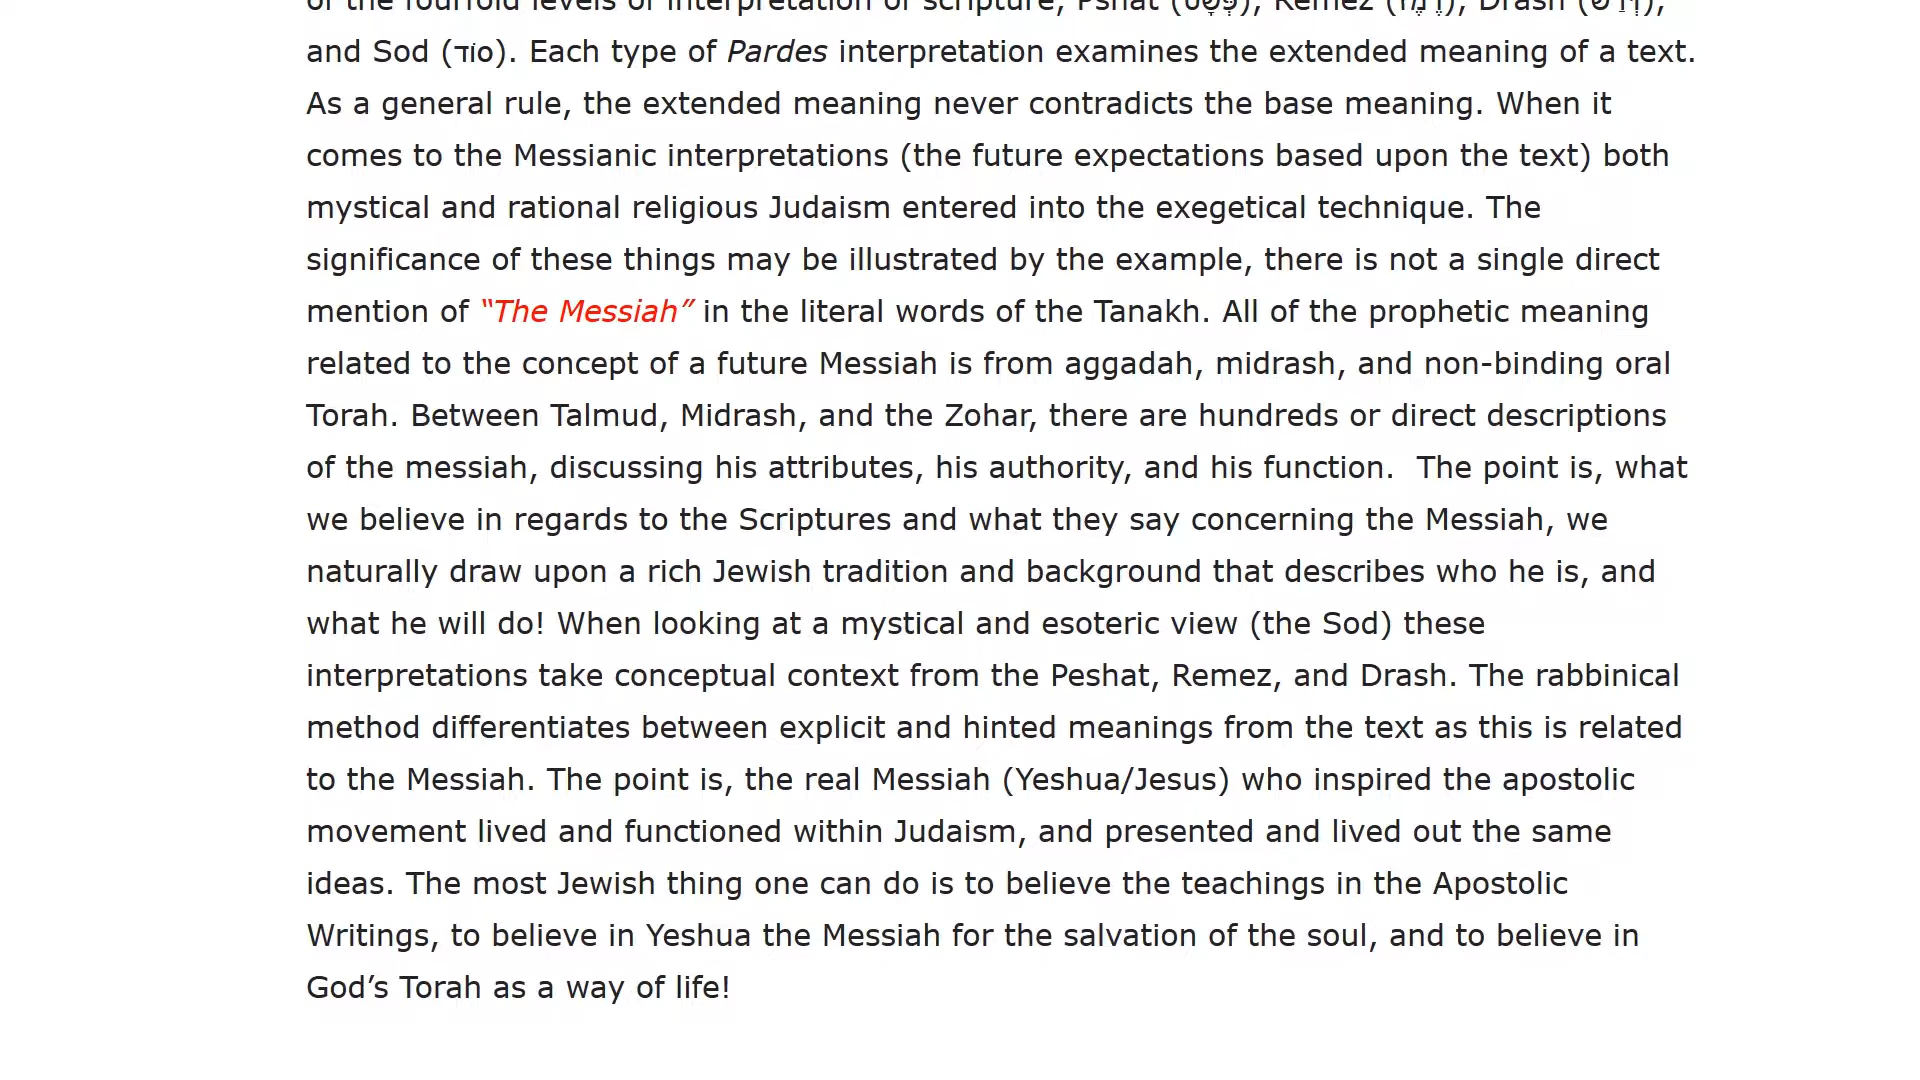 of the fourfold levels of interpretation of scripture, Pshat (פְּשָׁט), Remez (רֶמֶז), Drash (דְּרַשׁ),
and Sod (סוֹד). Each type of Pardes interpretation examines the extended meaning of a text.
As a general rule, the extended meaning never contradicts the base meaning. When it
comes to the Messianic interpretations (the future expectations based upon the text) both
mystical and rational religious Judaism entered into the exegetical technique. The
significance of these things may be illustrated by the example, there is not a single direct
mention of “The Messiah” in the literal words of the Tanakh. All of the prophetic meaning
related to the concept of a future Messiah is from aggadah, midrash, and non-binding oral
Torah. Between Talmud, Midrash, and the Zohar, there are hundreds or direct descriptions
of the messiah, discussing his attributes, his authority, and his function.  The point is, what
we believe in regards to the Scriptures and what they say concerning the Messiah, we
naturally draw upon a rich Jewish tradition and background that describes who he is, and
what he will do! When looking at a mystical and esoteric view (the Sod) these
interpretations take conceptual context from the Peshat, Remez, and Drash. The rabbinical
method differentiates between explicit and hinted meanings from the text as this is related
to the Messiah. The point is, the real Messiah (Yeshua/Jesus) who inspired the apostolic
movement lived and functioned within Judaism, and presented and lived out the same
ideas. The most Jewish thing one can do is to believe the teachings in the Apostolic
Writings, to believe in Yeshua the Messiah for the salvation of the soul, and to believe in
God’s Torah as a way of life!